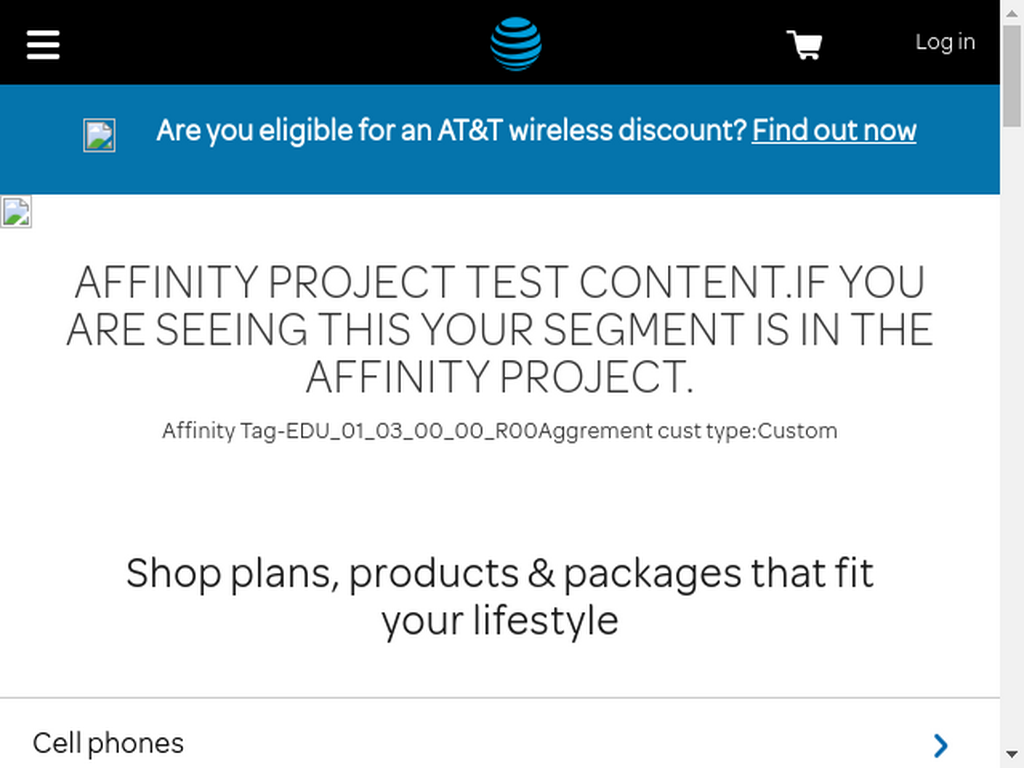 Log in
Are you eligible for an AT&T wireless discount? Find out now
AFFINITY PROJECT TEST CONTENT.IF YOU
ARE SEEING THIS YOUR SEGMENT IS IN THE
AFFINITY PROJECT.
Affinity Tag-EDU_01_03_00_00_R00Aggrement cust type:Custom
Shop plans, products & packages that fit
your lifestyle
Cell phones